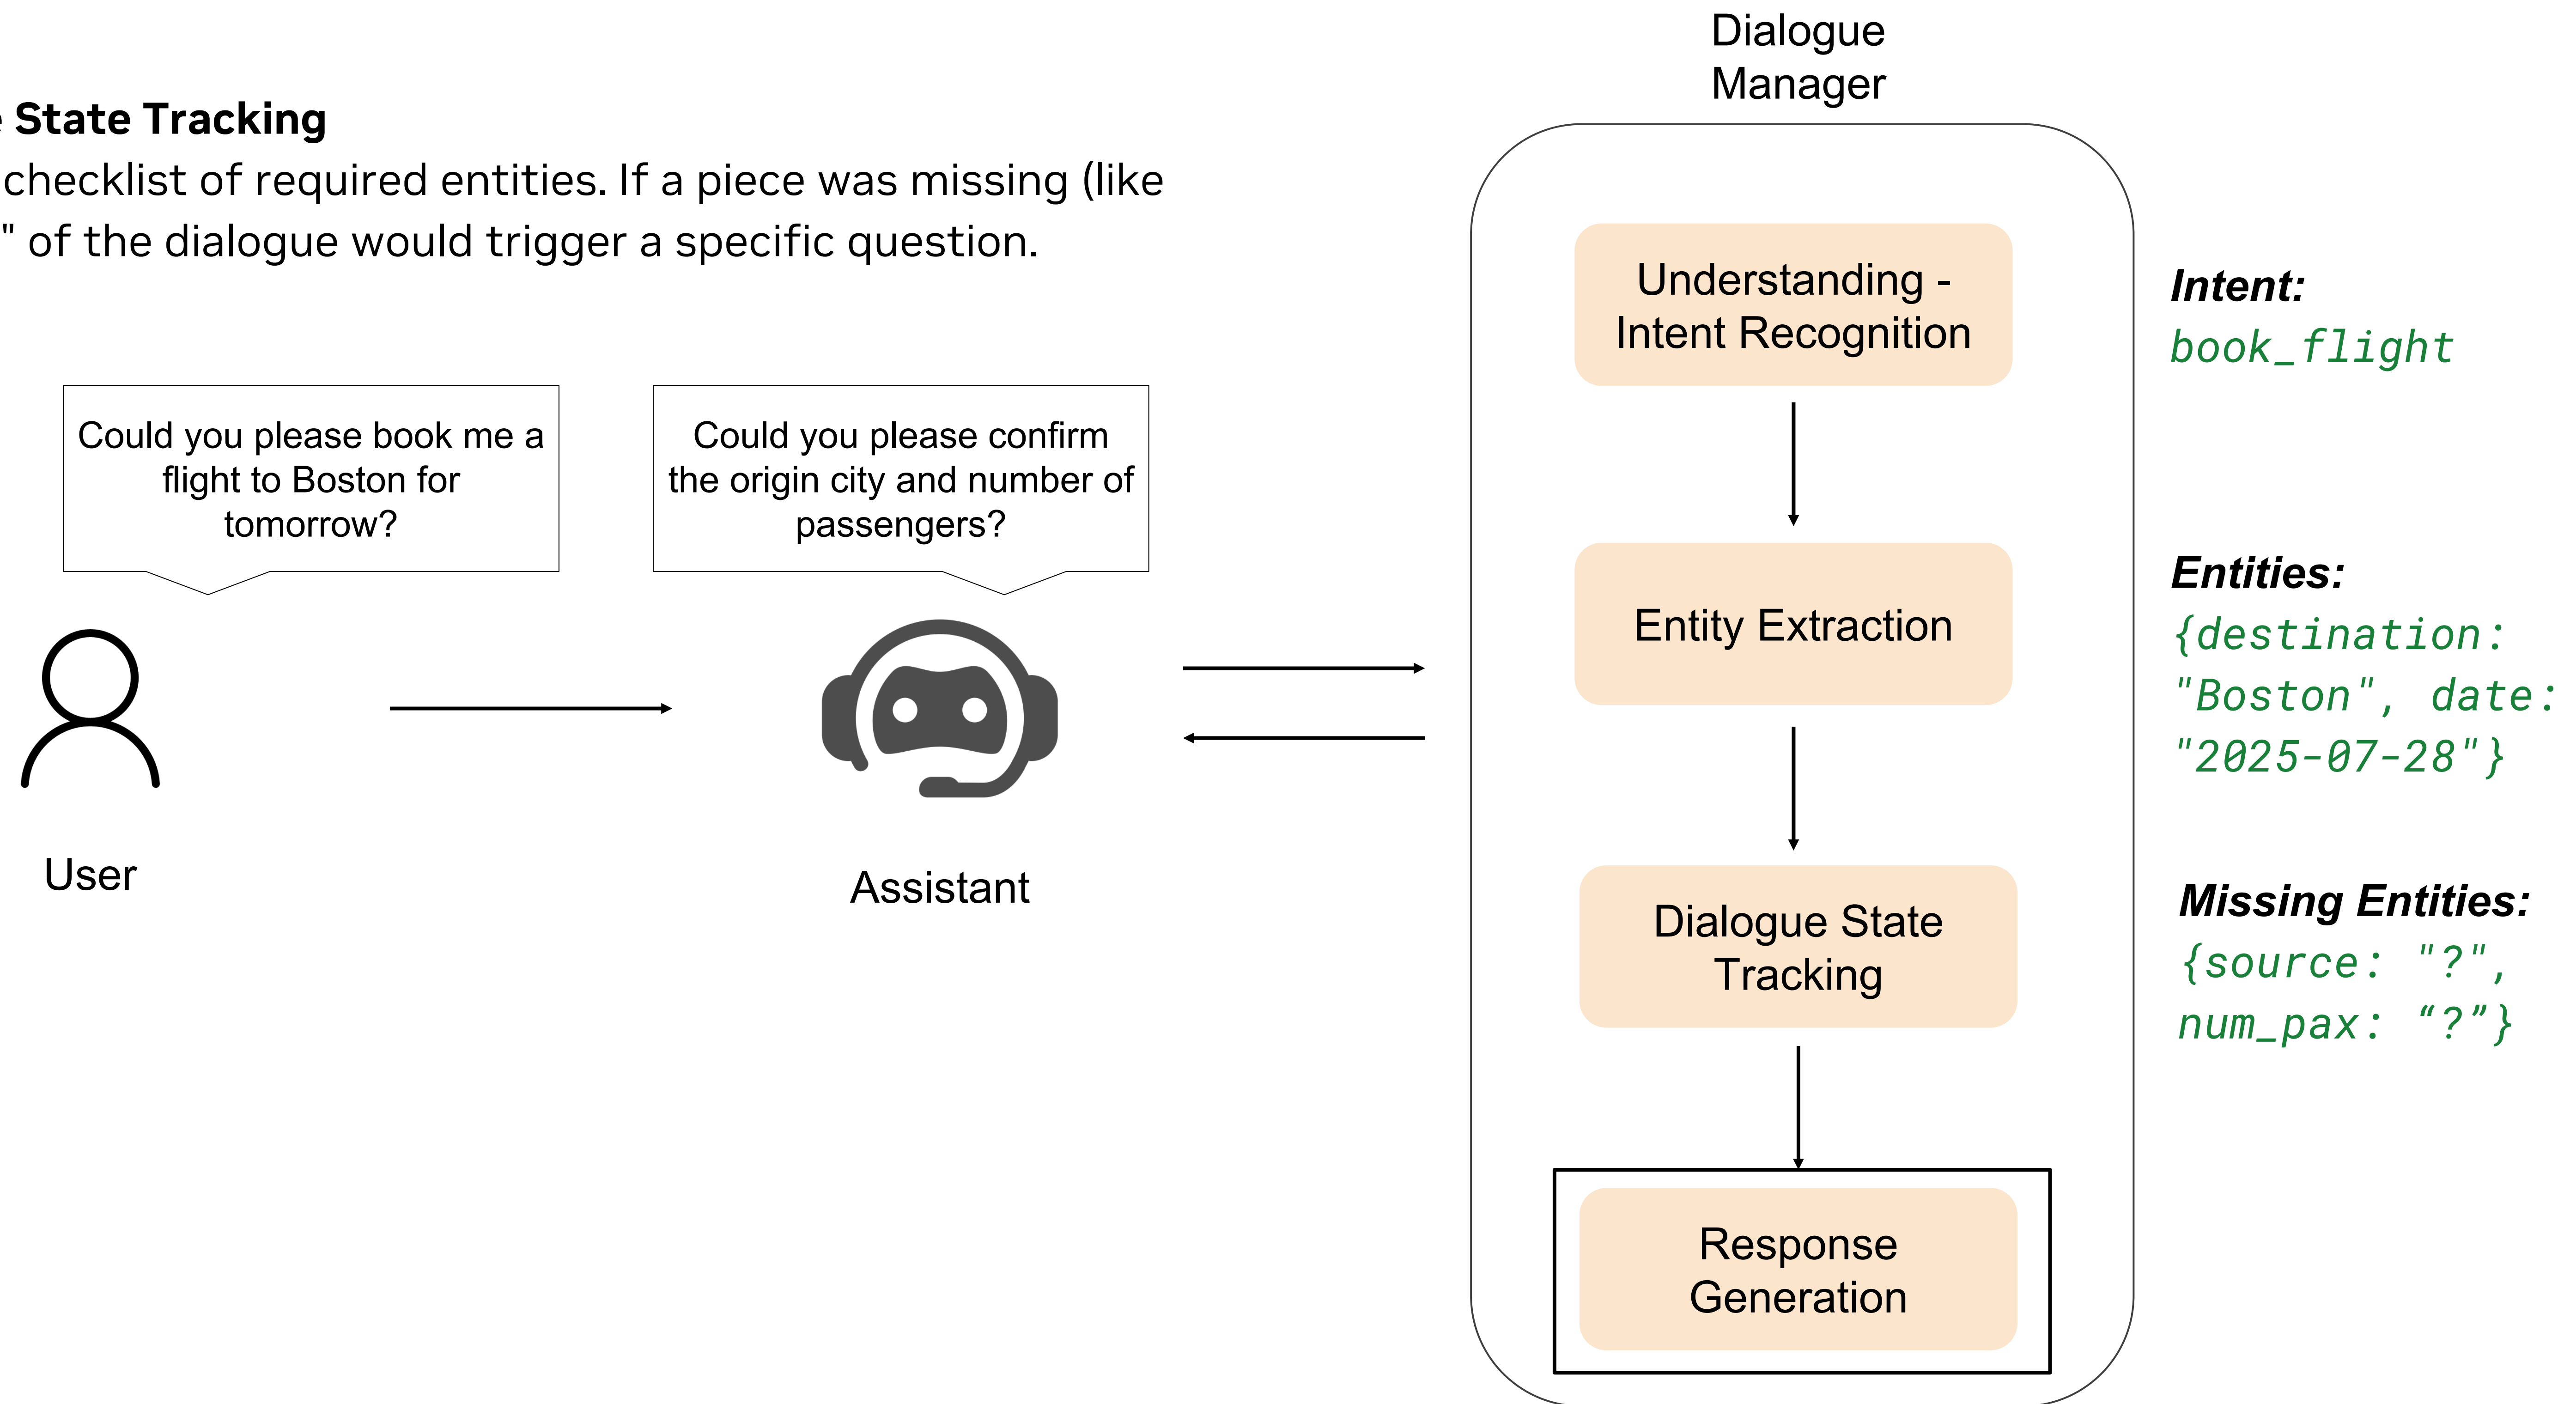 Dialogue
Manager
State Tracking
checklist of required entities. If a piece was missing (like
" of the dialogue would trigger a specific question.
Understanding -
Intent Recognition
Intent:
book_flight
Could you please book me a
flight to Boston for
tomorrow?
Could you please confirm
the origin city and number of
passengers?
Entity Extraction
Entities:
{destination:
"Boston", date:
"2025-07-28"}
User
Assistant
Dialogue State
Tracking
Missing Entities:
{source: "?",
num_pax: “?”}
Response
Generation